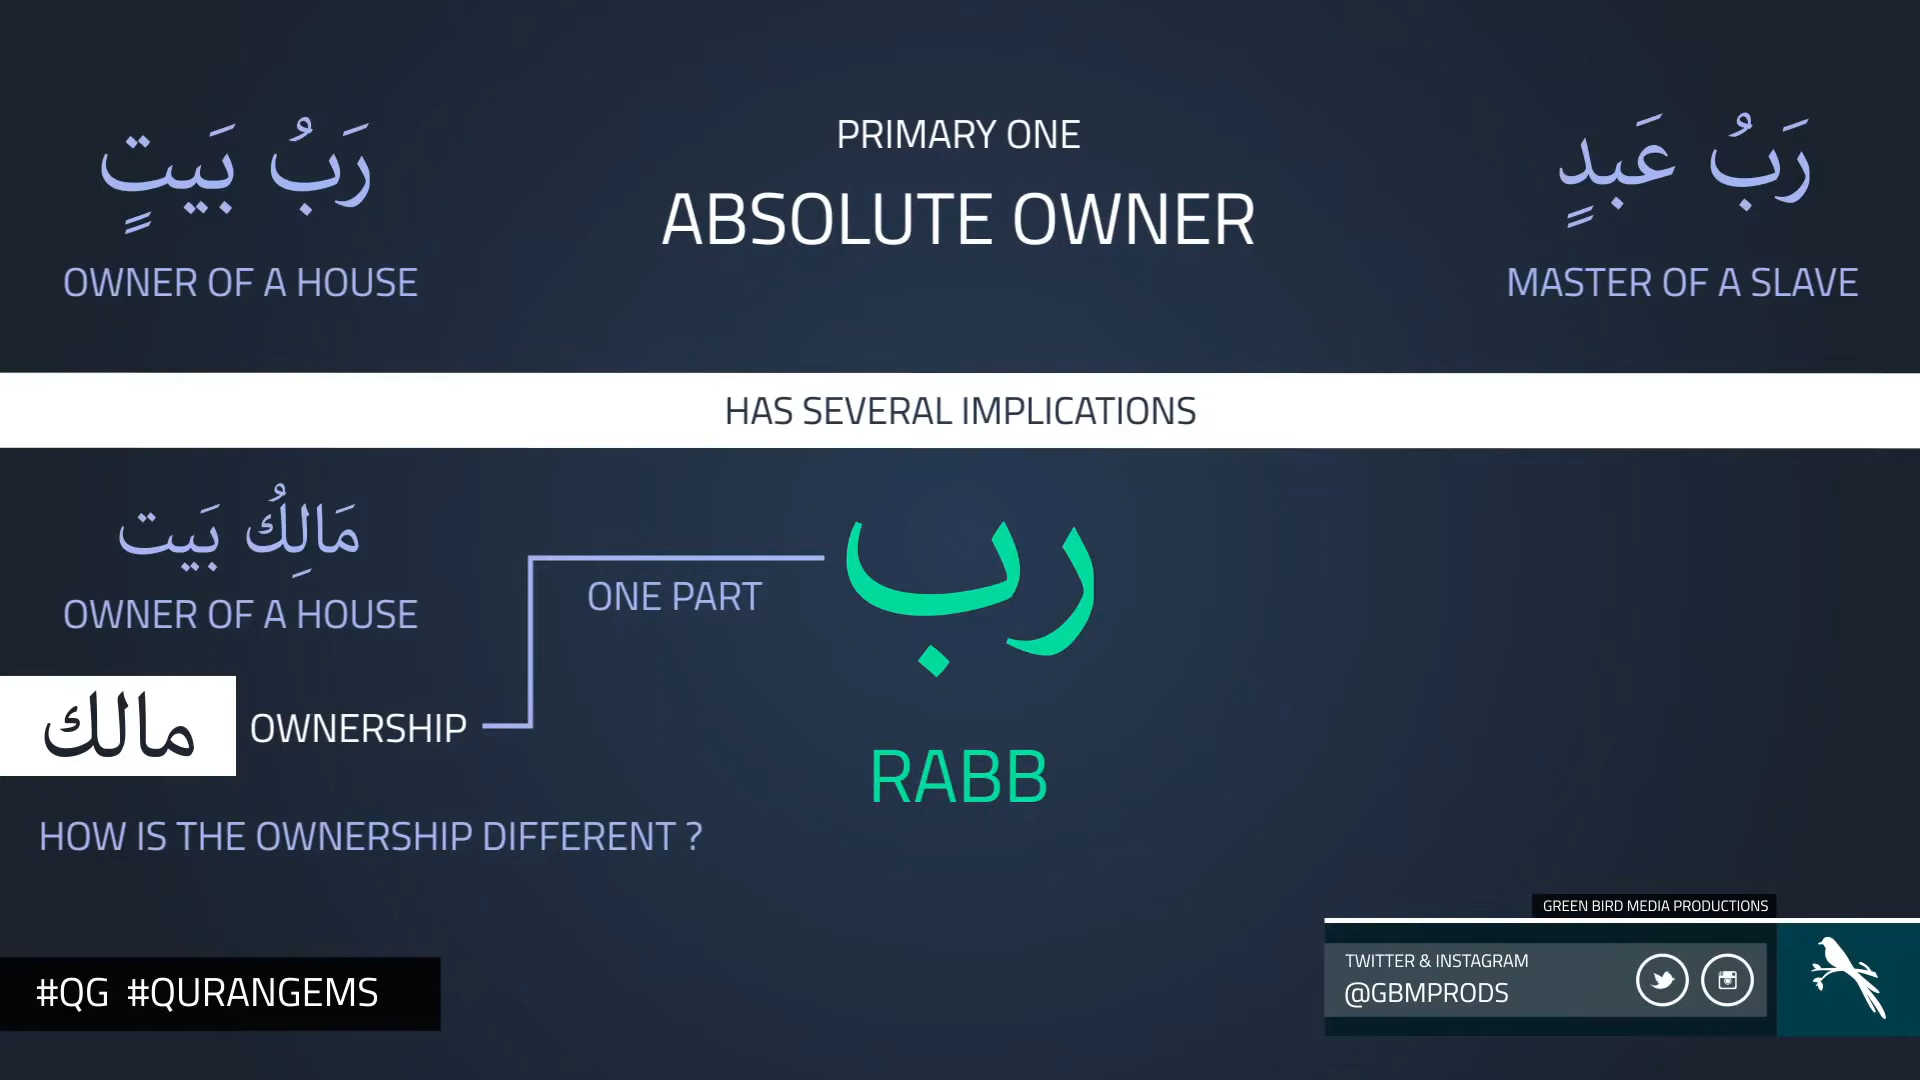 PRIMARY ONE
ABSOLUTE OWNER
رَبُ بَيتٍ
OWNER OF A HOUSE
رَبُ عَبدٍ
MASTER OF A SLAVE
HAS SEVERAL IMPLICATIONS
مَالِكُ بَيت
OWNER OF A HOUSE
ONE PART
رب
RABB
مالك
OWNERSHIP
HOW IS THE OWNERSHIP DIFFERENT ?
GREEN BIRD MEDIA PRODUCTIONS
TWITTER & INSTAGRAM
@GBMPRODS
#QG #QURANGEMS